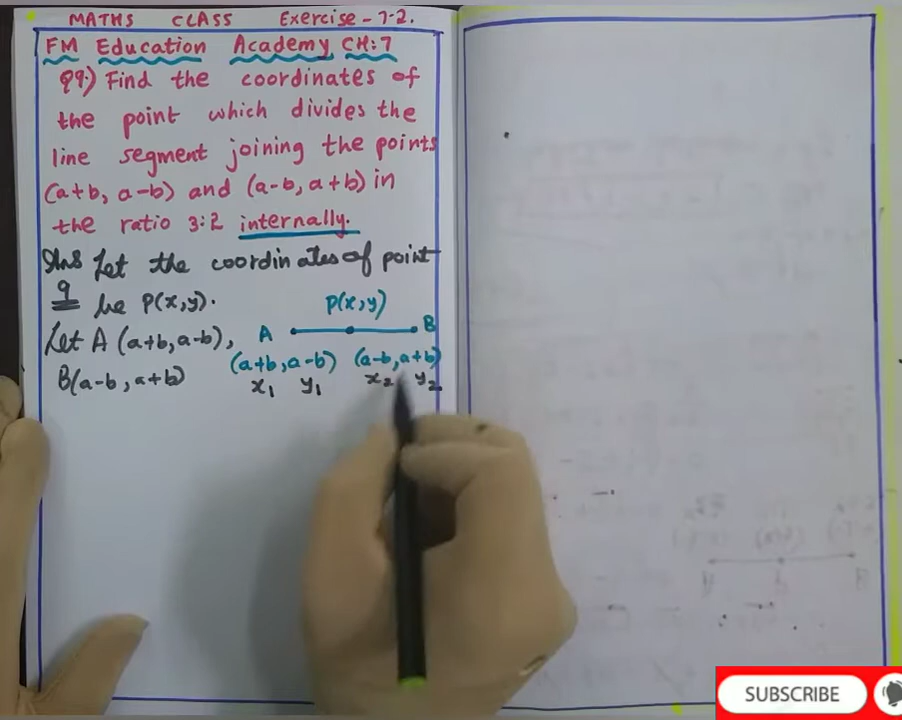 MATHS CLASS Exercise - 7.2.
FM Education Academy CH:7
Q9:) Find the coordinates of
the point which divides the
line segment joining the points
(a+b, a-b) and (a-b, a+b) in
the ratio 3:2 internally.
Ans Let the coordinates of point
9 be P(x,y).
P(x,y)
Let A (a+b, a-b),
A B
B(a-b, a+b)
(a+b, a-b) (a-b, a+b)
x₁ y₁ x₂ y₂
SUBSCRIBE